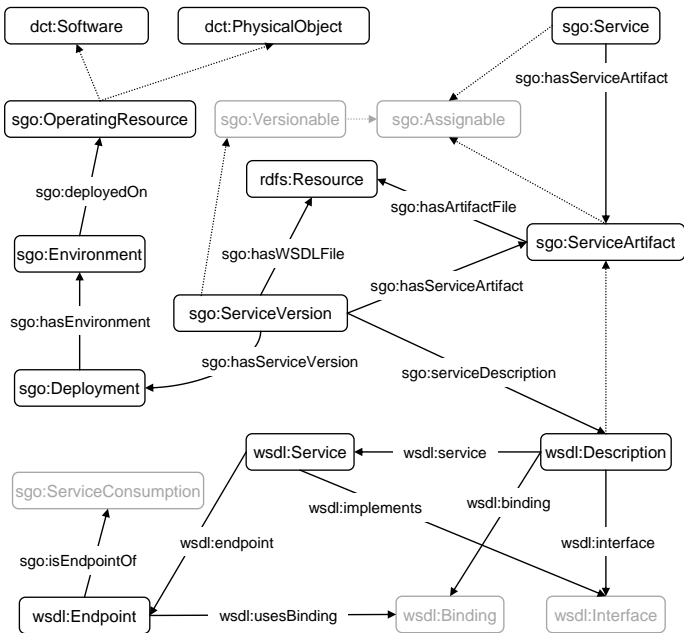 dct:Software
dct:PhysicalObject
sgo:Service
sgo:hasServiceArtifact
sgo:OperatingResource
sgo:Versionable
sgo:Assignable
sgo:deployedOn
rdfs:Resource
sgo:hasArtifactFile
sgo:Environment
sgo:hasWSDLFile
sgo:ServiceArtifact
sgo:hasServiceArtifact
sgo:hasEnvironment
sgo:ServiceVersion
sgo:hasServiceVersion
sgo:serviceDescription
sgo:Deployment
wsdl:Service
wsdl:service
wsdl:Description
sgo:ServiceConsumption
wsdl:implements
wsdl:binding
sgo:isEndpointOf
wsdl:endpoint
wsdl:interface
wsdl:Endpoint
wsdl:usesBinding
wsdl:Binding
wsdl:Interface